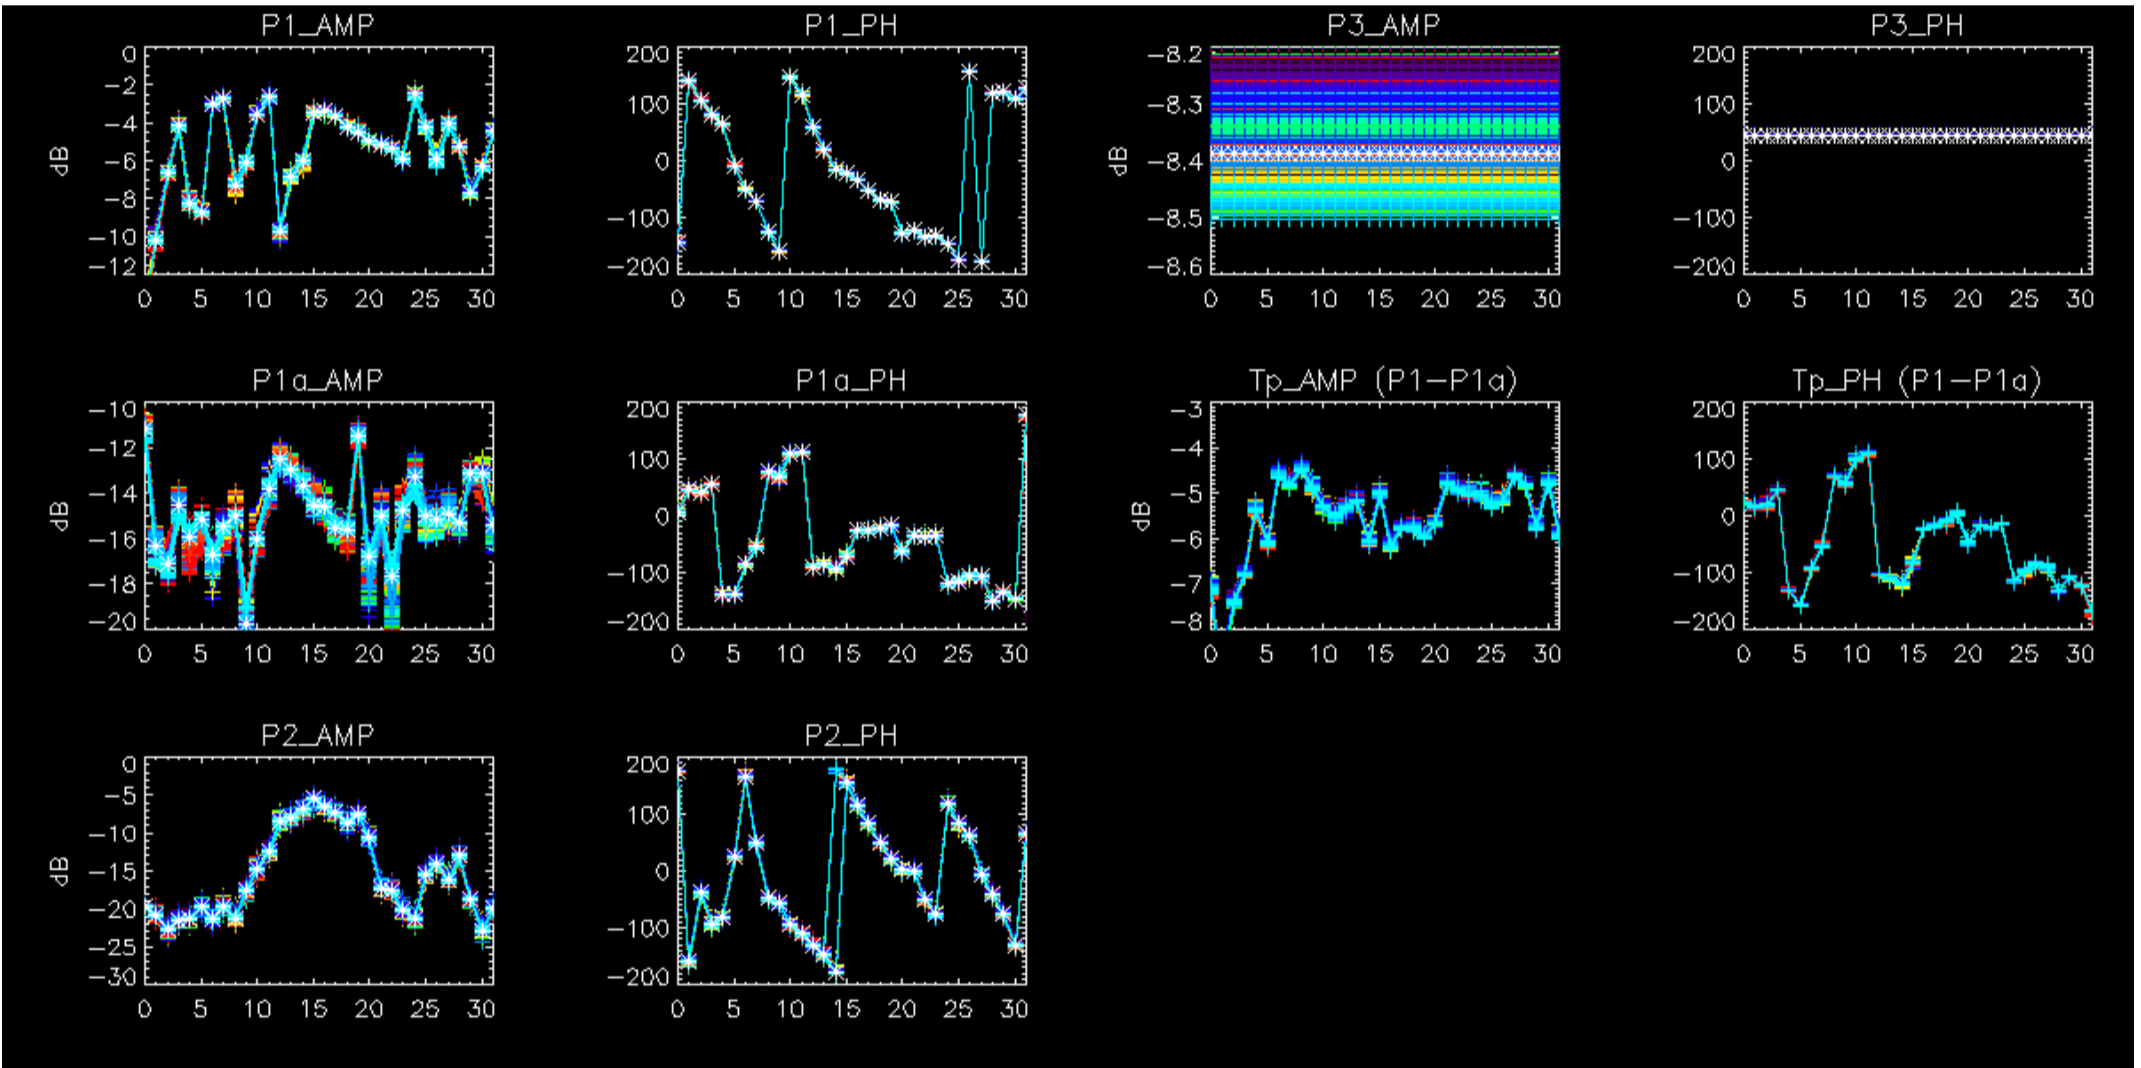 P1_AMP P1_PH P3_AMP P3_PH
0 200 -8.2 200
-2
-4 100 -8.3 100
dB -6 0 dB -8.4 0
-8
-10 -100 -8.5 -100
-12 -200 -8.6 -200
0 5 10 15 20 25 30 0 5 10 15 20 25 30 0 5 10 15 20 25 30 0 5 10 15 20 25 30
P1a_AMP P1a_PH Tp_AMP (P1-P1a) Tp_PH (P1-P1a)
-10 200 -3 200
-12 100 -4 100
-14
dB 0 dB -5 0
-16 -6
-18 -100 -7 -100
-20 -200 -8 -200
0 5 10 15 20 25 30 0 5 10 15 20 25 30 0 5 10 15 20 25 30 0 5 10 15 20 25 30
P2_AMP P2_PH
0 200
-5
-10 100
dB -15 0
-20
-25 -100
-30 -200
0 5 10 15 20 25 30 0 5 10 15 20 25 30